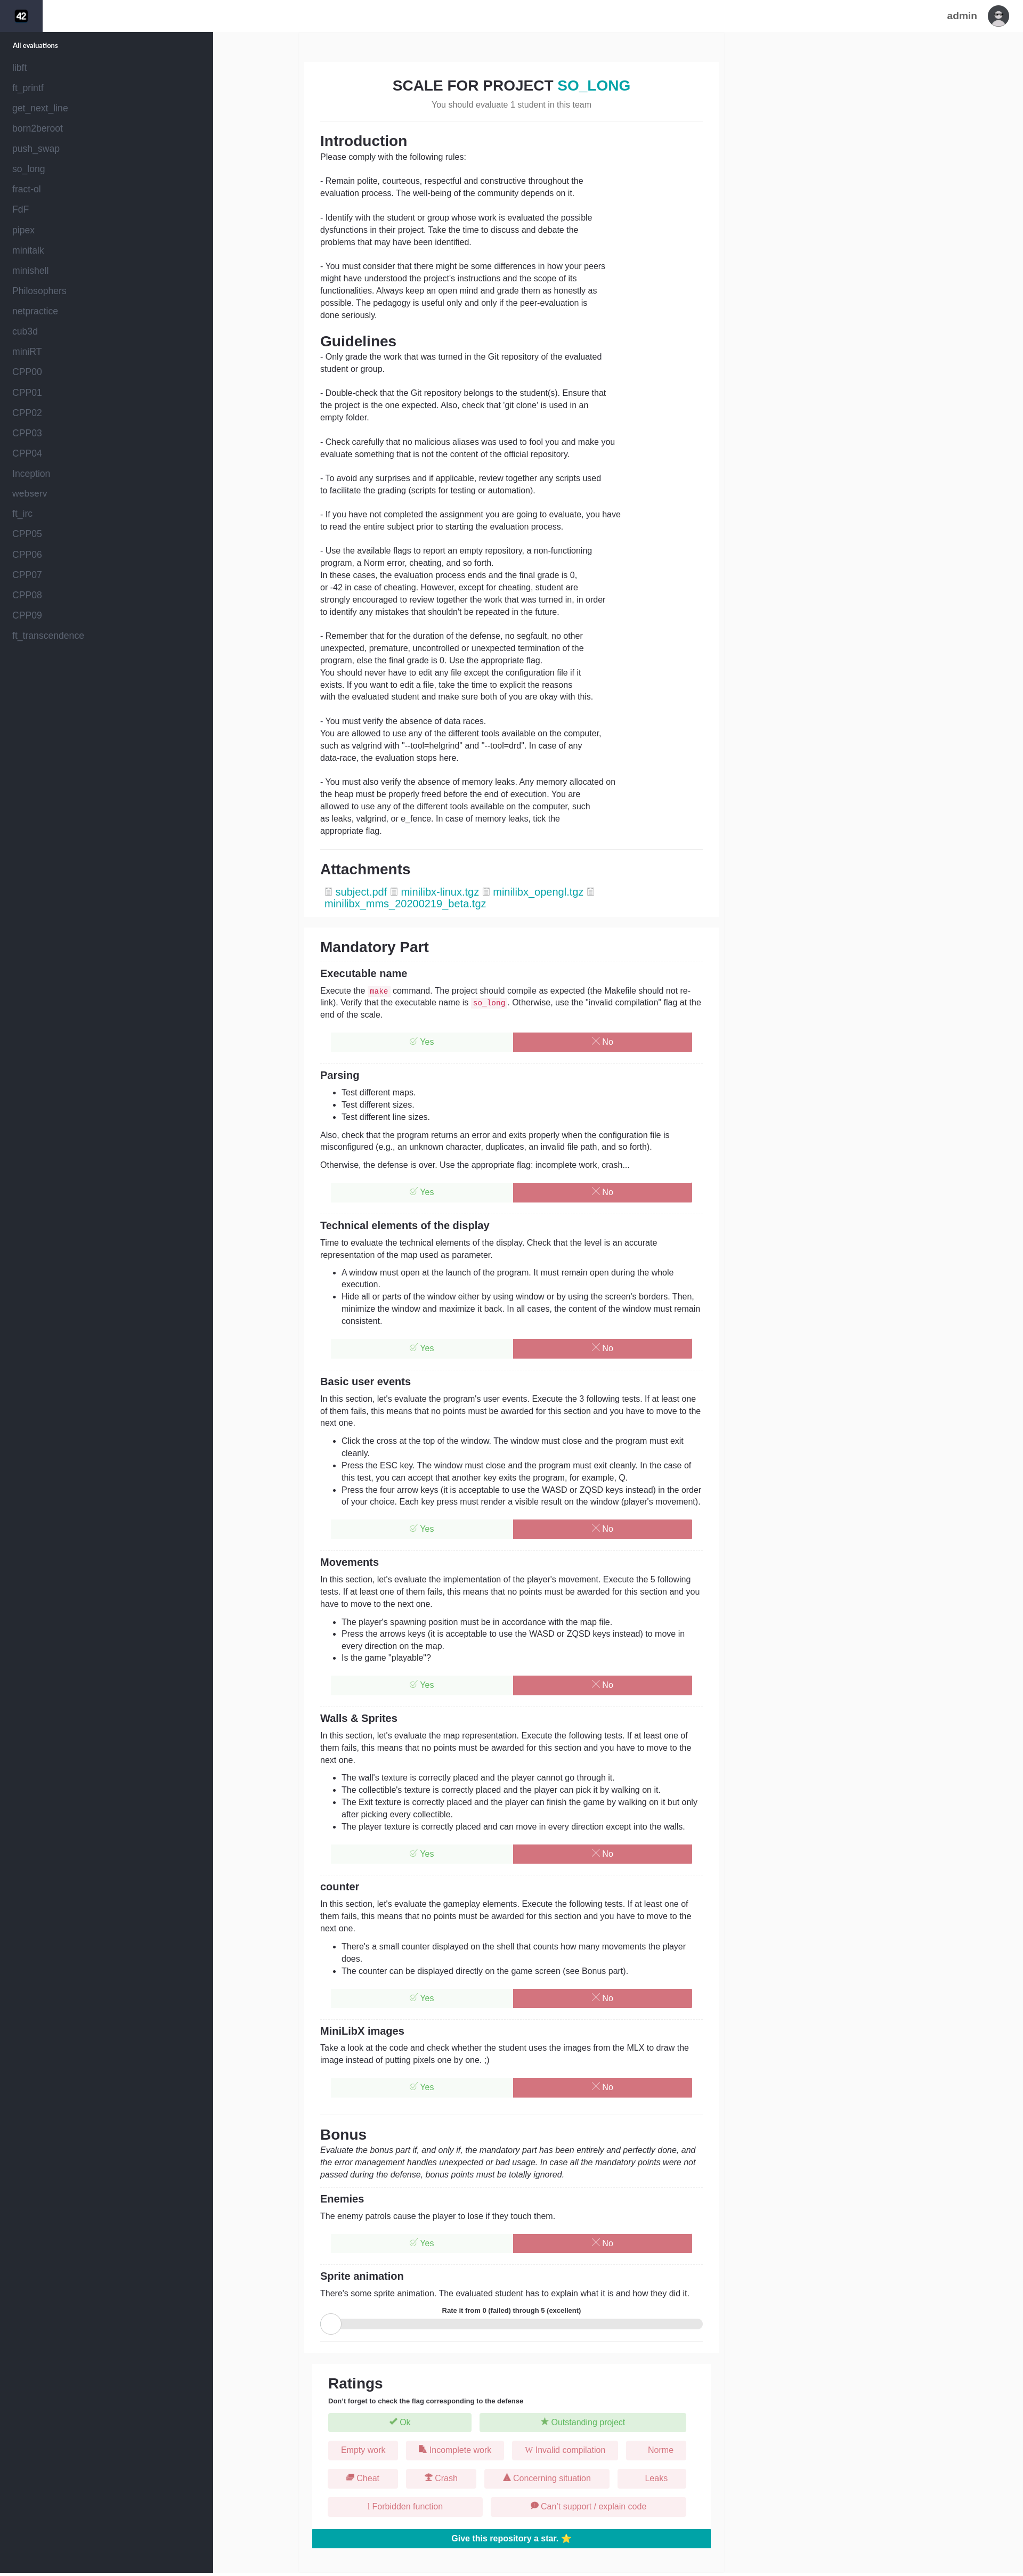 42
admin
All evaluations
libft
ft_printf
get_next_line
born2beroot
push_swap
so_long
fract-ol
FdF
pipex
minitalk
minishell
Philosophers
netpractice
cub3d
miniRT
CPP00
CPP01
CPP02
CPP03
CPP04
Inception
webserv
ft_irc
CPP05
CPP06
CPP07
CPP08
CPP09
ft_transcendence
SCALE FOR PROJECT SO_LONG
You should evaluate 1 student in this team
Introduction
Please comply with the following rules:
- Remain polite, courteous, respectful and constructive throughout the
evaluation process. The well-being of the community depends on it.
- Identify with the student or group whose work is evaluated the possible
dysfunctions in their project. Take the time to discuss and debate the
problems that may have been identified.
- You must consider that there might be some differences in how your peers
might have understood the project's instructions and the scope of its
functionalities. Always keep an open mind and grade them as honestly as
possible. The pedagogy is useful only and only if the peer-evaluation is
done seriously.
Guidelines
- Only grade the work that was turned in the Git repository of the evaluated
student or group.
- Double-check that the Git repository belongs to the student(s). Ensure that
the project is the one expected. Also, check that 'git clone' is used in an
empty folder.
- Check carefully that no malicious aliases was used to fool you and make you
evaluate something that is not the content of the official repository.
- To avoid any surprises and if applicable, review together any scripts used
to facilitate the grading (scripts for testing or automation).
- If you have not completed the assignment you are going to evaluate, you have
to read the entire subject prior to starting the evaluation process.
- Use the available flags to report an empty repository, a non-functioning
program, a Norm error, cheating, and so forth.
In these cases, the evaluation process ends and the final grade is 0,
or -42 in case of cheating. However, except for cheating, student are
strongly encouraged to review together the work that was turned in, in order
to identify any mistakes that shouldn't be repeated in the future.
- Remember that for the duration of the defense, no segfault, no other
unexpected, premature, uncontrolled or unexpected termination of the
program, else the final grade is 0. Use the appropriate flag.
You should never have to edit any file except the configuration file if it
exists. If you want to edit a file, take the time to explicit the reasons
with the evaluated student and make sure both of you are okay with this.
- You must verify the absence of data races.
You are allowed to use any of the different tools available on the computer,
such as valgrind with "--tool=helgrind" and "--tool=drd". In case of any
data-race, the evaluation stops here.
- You must also verify the absence of memory leaks. Any memory allocated on
the heap must be properly freed before the end of execution. You are
allowed to use any of the different tools available on the computer, such
as leaks, valgrind, or e_fence. In case of memory leaks, tick the
appropriate flag.
Attachments
subject.pdf minilibx-linux.tgz minilibx_opengl.tgz
minilibx_mms_20200219_beta.tgz
Mandatory Part
Executable name
Execute the make command. The project should compile as expected (the Makefile should not re-
link). Verify that the executable name is so_long. Otherwise, use the "invalid compilation" flag at the
end of the scale.
Yes No
Parsing
• Test different maps.
• Test different sizes.
• Test different line sizes.
Also, check that the program returns an error and exits properly when the configuration file is
misconfigured (e.g., an unknown character, duplicates, an invalid file path, and so forth).
Otherwise, the defense is over. Use the appropriate flag: incomplete work, crash...
Yes No
Technical elements of the display
Time to evaluate the technical elements of the display. Check that the level is an accurate
representation of the map used as parameter.
• A window must open at the launch of the program. It must remain open during the whole
execution.
• Hide all or parts of the window either by using window or by using the screen's borders. Then,
minimize the window and maximize it back. In all cases, the content of the window must remain
consistent.
Yes No
Basic user events
In this section, let's evaluate the program's user events. Execute the 3 following tests. If at least one
of them fails, this means that no points must be awarded for this section and you have to move to the
next one.
• Click the cross at the top of the window. The window must close and the program must exit
cleanly.
• Press the ESC key. The window must close and the program must exit cleanly. In the case of
this test, you can accept that another key exits the program, for example, Q.
• Press the four arrow keys (it is acceptable to use the WASD or ZQSD keys instead) in the order
of your choice. Each key press must render a visible result on the window (player's movement).
Yes No
Movements
In this section, let's evaluate the implementation of the player's movement. Execute the 5 following
tests. If at least one of them fails, this means that no points must be awarded for this section and you
have to move to the next one.
• The player's spawning position must be in accordance with the map file.
• Press the arrows keys (it is acceptable to use the WASD or ZQSD keys instead) to move in
every direction on the map.
• Is the game "playable"?
Yes No
Walls & Sprites
In this section, let's evaluate the map representation. Execute the following tests. If at least one of
them fails, this means that no points must be awarded for this section and you have to move to the
next one.
• The wall's texture is correctly placed and the player cannot go through it.
• The collectible's texture is correctly placed and the player can pick it by walking on it.
• The Exit texture is correctly placed and the player can finish the game by walking on it but only
after picking every collectible.
• The player texture is correctly placed and can move in every direction except into the walls.
Yes No
counter
In this section, let's evaluate the gameplay elements. Execute the following tests. If at least one of
them fails, this means that no points must be awarded for this section and you have to move to the
next one.
• There's a small counter displayed on the shell that counts how many movements the player
does.
• The counter can be displayed directly on the game screen (see Bonus part).
Yes No
MiniLibX images
Take a look at the code and check whether the student uses the images from the MLX to draw the
image instead of putting pixels one by one. ;)
Yes No
Bonus
Evaluate the bonus part if, and only if, the mandatory part has been entirely and perfectly done, and
the error management handles unexpected or bad usage. In case all the mandatory points were not
passed during the defense, bonus points must be totally ignored.
Enemies
The enemy patrols cause the player to lose if they touch them.
Yes No
Sprite animation
There's some sprite animation. The evaluated student has to explain what it is and how they did it.
Rate it from 0 (failed) through 5 (excellent)
Ratings
Don't forget to check the flag corresponding to the defense
Ok Outstanding project
Empty work Incomplete work W Invalid compilation Norme
Cheat Crash Concerning situation Leaks
! Forbidden function Can't support / explain code
Give this repository a star. ⭐